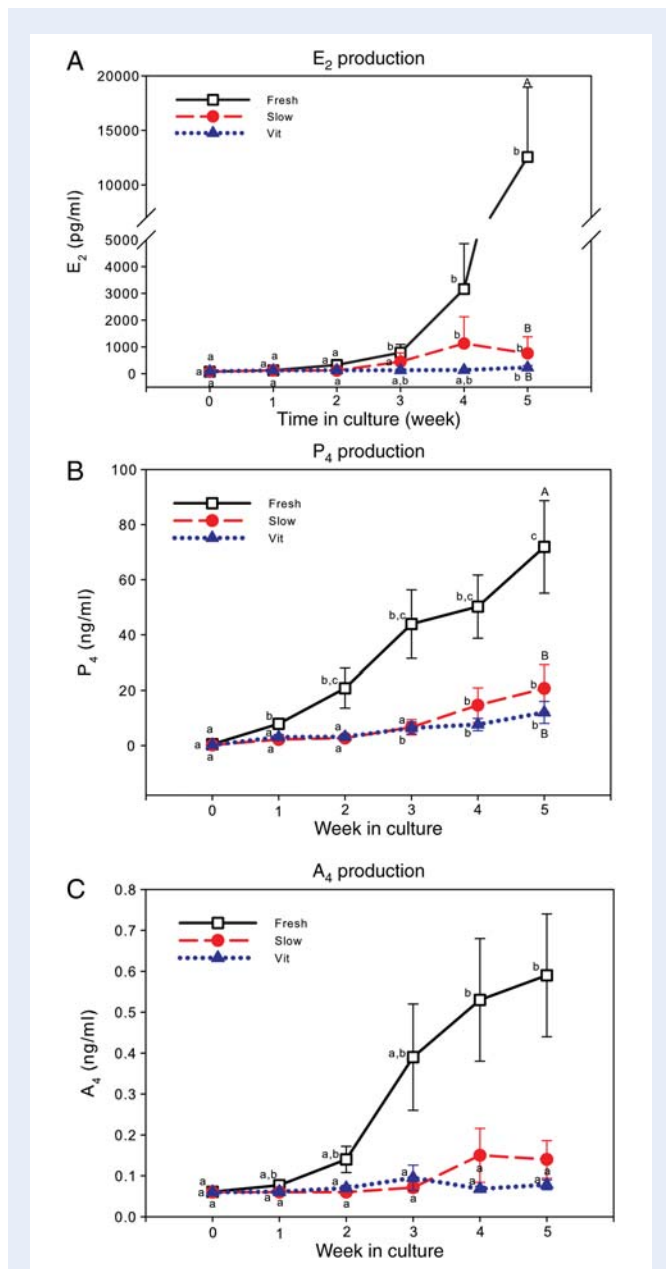 A
E2 production
Fresh
Slow
Vit
20000
15000
10000
5000
4000
3000
2000
1000
0
E2 (pg/ml)
a a a b b b A
a a a a b b B
a a a a,b a,b b B
0 1 2 3 4 5
Time in culture (week)
B
P4 production
Fresh
Slow
Vit
100
80
60
40
20
0
P4 (ng/ml)
a b b,c b,c b,c c A
a a a a b b B
a a a b b b B
0 1 2 3 4 5
Week in culture
C
A4 production
Fresh
Slow
Vit
0.8
0.7
0.6
0.5
0.4
0.3
0.2
0.1
0.0
A4 (ng/ml)
a a,b a,b a,b b b
a a a a a a
a a a a a a
0 1 2 3 4 5
Week in culture